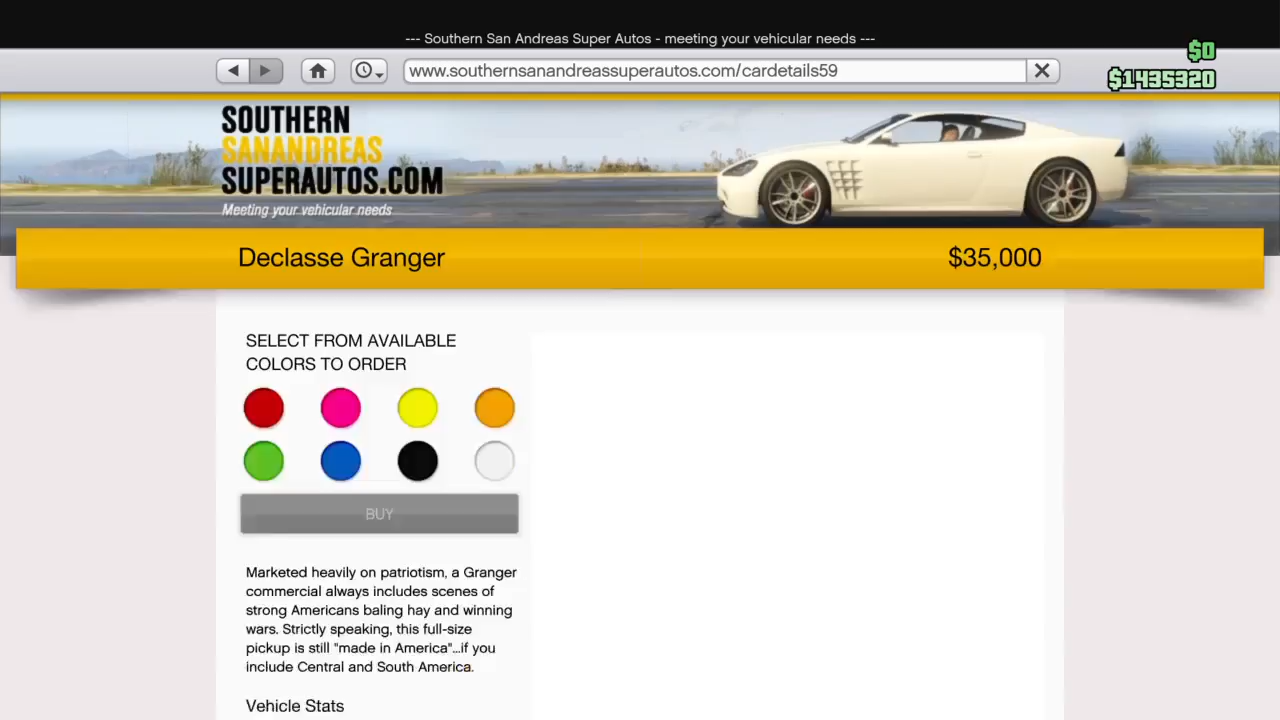 --- Southern San Andreas Super Autos - meeting your vehicular needs ---
$0
www.southernsanandreassuperautos.com/cardetails59
$1435320
SOUTHERN
SANANDREAS
SUPERAUTOS.COM
Meeting your vehicular needs
Declasse Granger
$35,000
SELECT FROM AVAILABLE
COLORS TO ORDER
BUY
Marketed heavily on patriotism, a Granger
commercial always includes scenes of
strong Americans baling hay and winning
wars. Strictly speaking, this full-size
pickup is still "made in America"...if you
include Central and South America.
Vehicle Stats